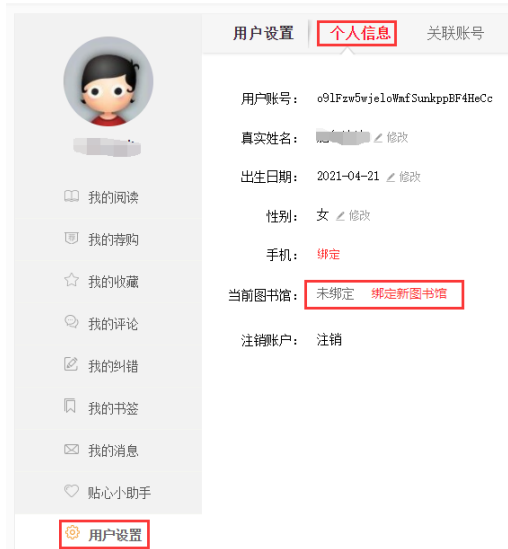 用户设置 个人信息 关联账号
用户账号： o91Fzw5wjeloWmfSunkppBF4HeCc
真实姓名： 修改
出生日期： 2021-04-21 修改
性别： 女 修改
手机： 绑定
当前图书馆： 未绑定 绑定新图书馆
注销账户： 注销
我的阅读
我的荐购
我的收藏
我的评论
我的纠错
我的书签
我的消息
贴心小助手
用户设置